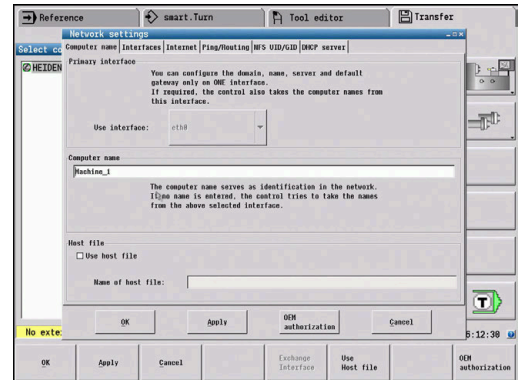 Reference
smart.Turn
Tool editor
Transfer
Network settings
Select co
Computer name Interfaces Internet Ping/Routing NFS UID/GID DHCP server
HEIDEN
Primary interface
You can configure the domain, name, server and default
gateway only on ONE interface.
If required, the control also takes the computer names from
this interface.
Use interface: eth0
Computer name
Machine_1
The computer name serves as identification in the network.
If no name is entered, the control tries to take the names
from the above selected interface.
Host file
Use host file
Name of host file:
OK
Apply
OEM
authorization
Cancel
No exte
6:12:30
OK
Apply
Cancel
Exchange
Interface
Use
Host file
OEM
authorization